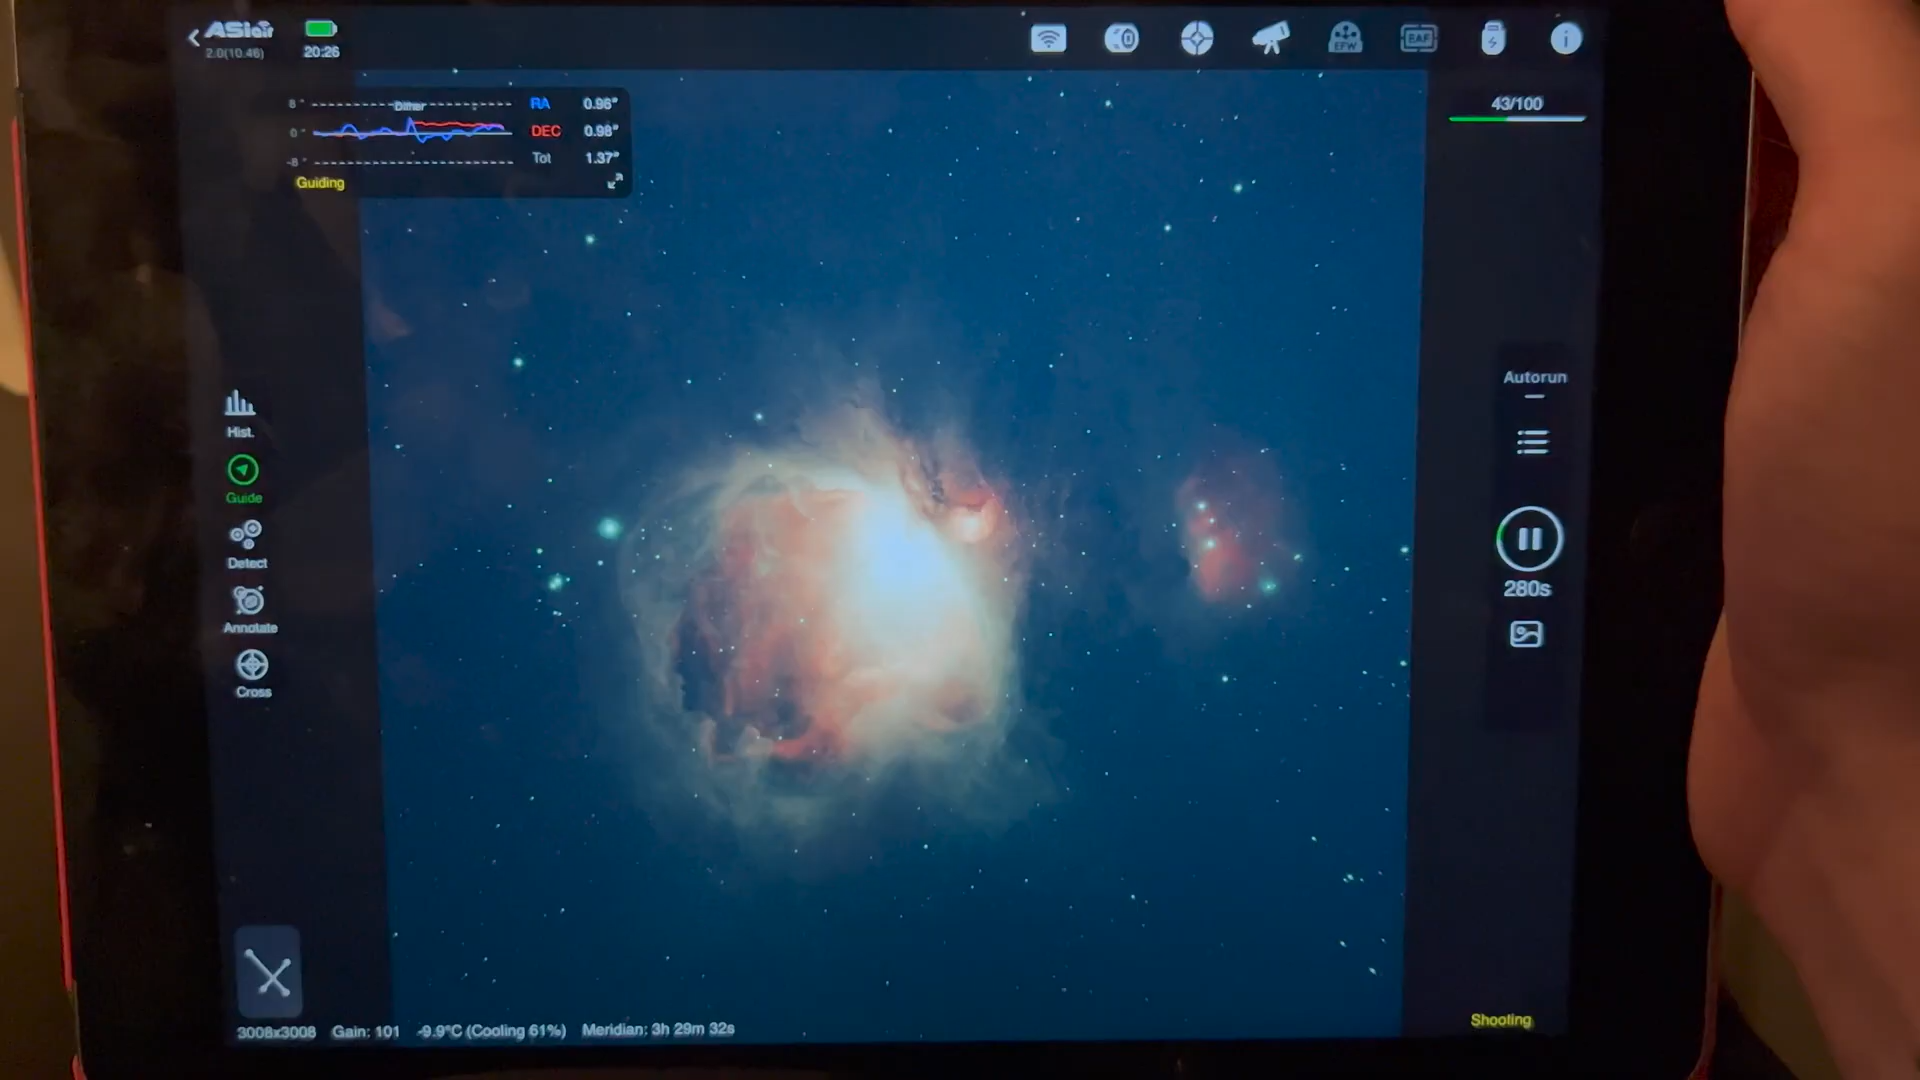 ASIair
2.0(10.46)
20:26
EFW
EAF
8 "
Dither
RA 0.96"
0 "
DEC 0.98"
-8 "
Tot 1.37"
Guiding
43/100
Hist.
Guide
Detect
Annotate
Cross
Autorun
280s
Shooting
3008x3008 Gain: 101 -9.9°C (Cooling 61%) Meridian: 3h 29m 32s